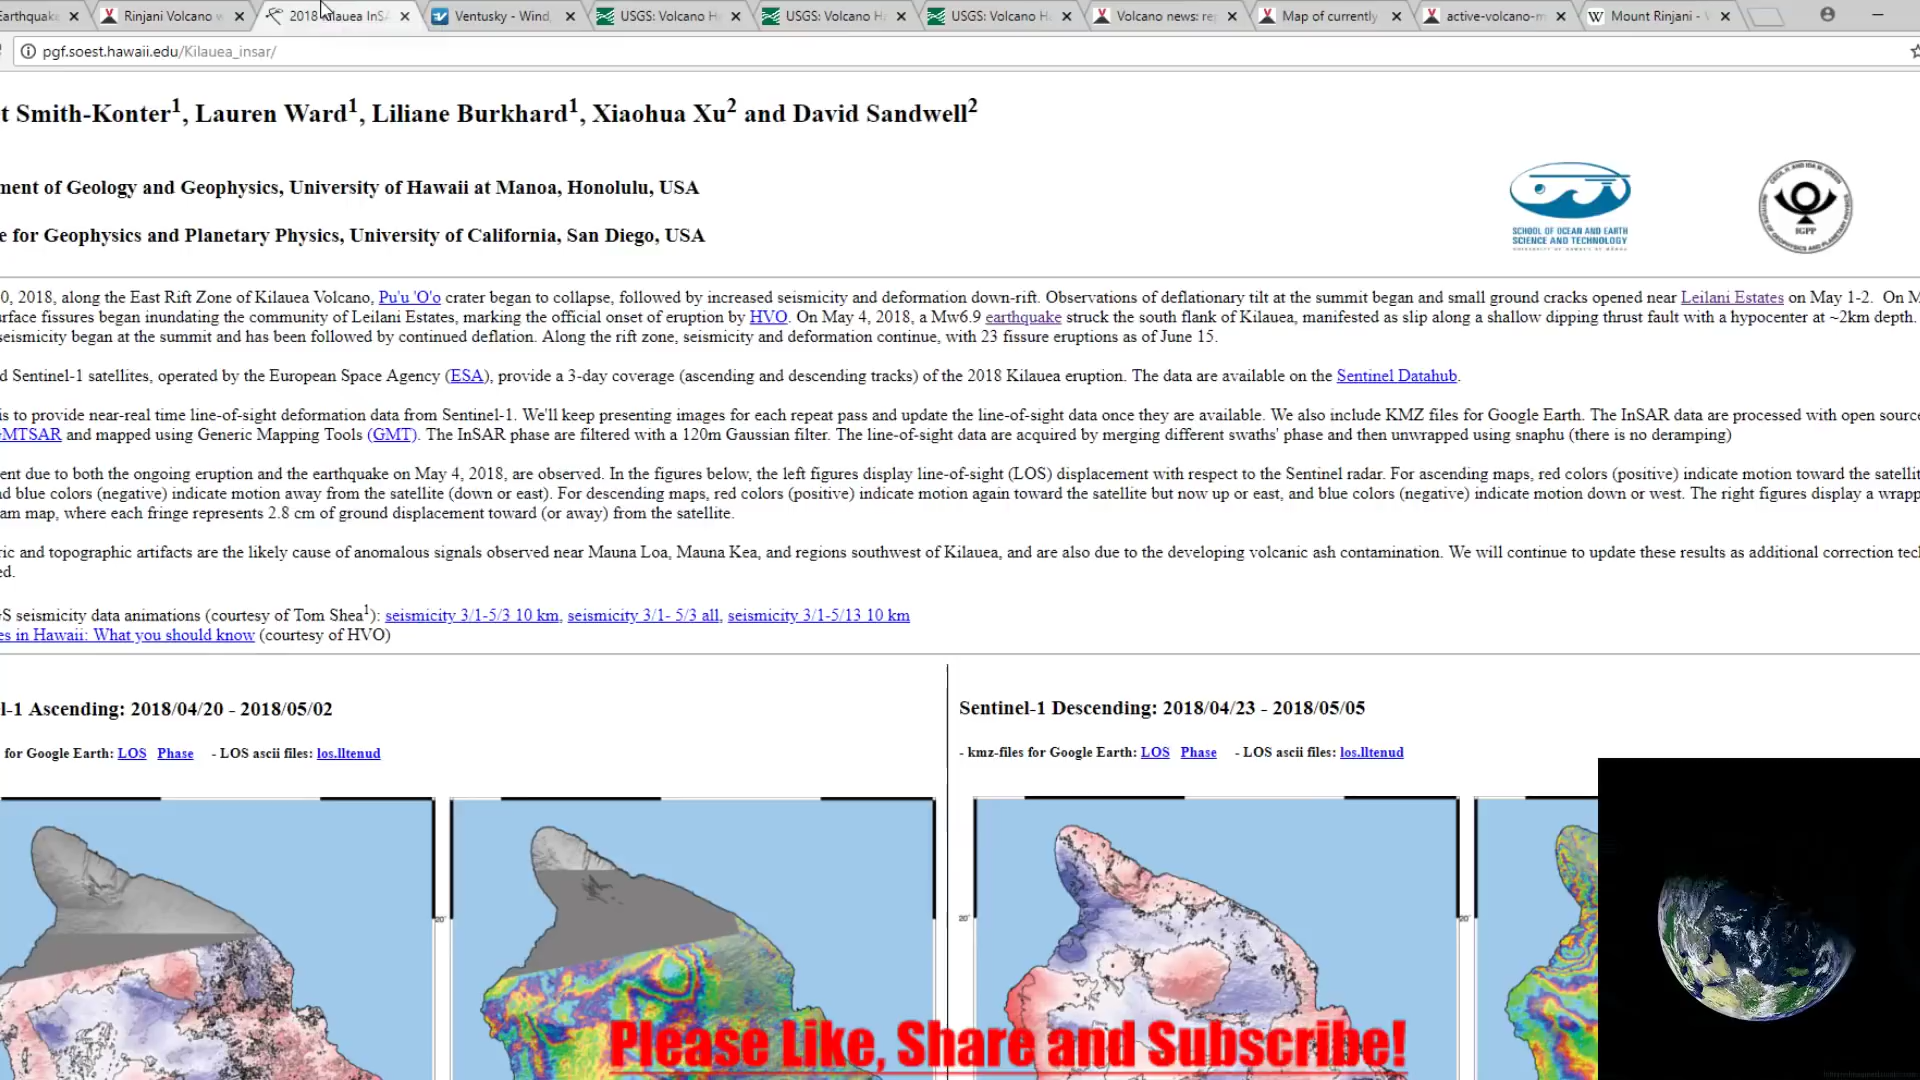 Earthquake Rinjani Volcano 2018 Kilauea InSA Ventusky - Wind, USGS: Volcano H USGS: Volcano H USGS: Volcano H Volcano news: re Map of currently active-volcano-m Mount Rinjani -
pgf.soest.hawaii.edu/Kilauea_insar/
t Smith-Konter1, Lauren Ward1, Liliane Burkhard1, Xiaohua Xu2 and David Sandwell2
ment of Geology and Geophysics, University of Hawaii at Manoa, Honolulu, USA
e for Geophysics and Planetary Physics, University of California, San Diego, USA
SCHOOL OF OCEAN AND EARTH
SCIENCE AND TECHNOLOGY
IGPP
0, 2018, along the East Rift Zone of Kilauea Volcano, Pu'u 'O'o crater began to collapse, followed by increased seismicity and deformation down-rift. Observations of deflationary tilt at the summit began and small ground cracks opened near Leilani Estates on May 1-2. On M
urface fissures began inundating the community of Leilani Estates, marking the official onset of eruption by HVO. On May 4, 2018, a Mw6.9 earthquake struck the south flank of Kilauea, manifested as slip along a shallow dipping thrust fault with a hypocenter at ~2km depth.
seismicity began at the summit and has been followed by continued deflation. Along the rift zone, seismicity and deformation continue, with 23 fissure eruptions as of June 15.
d Sentinel-1 satellites, operated by the European Space Agency (ESA), provide a 3-day coverage (ascending and descending tracks) of the 2018 Kilauea eruption. The data are available on the Sentinel Datahub.
is to provide near-real time line-of-sight deformation data from Sentinel-1. We'll keep presenting images for each repeat pass and update the line-of-sight data once they are available. We also include KMZ files for Google Earth. The InSAR data are processed with open source
GMTSAR and mapped using Generic Mapping Tools (GMT). The InSAR phase are filtered with a 120m Gaussian filter. The line-of-sight data are acquired by merging different swaths' phase and then unwrapped using snaphu (there is no deramping)
ent due to both the ongoing eruption and the earthquake on May 4, 2018, are observed. In the figures below, the left figures display line-of-sight (LOS) displacement with respect to the Sentinel radar. For ascending maps, red colors (positive) indicate motion toward the satellit
d blue colors (negative) indicate motion away from the satellite (down or east). For descending maps, red colors (positive) indicate motion again toward the satellite but now up or east, and blue colors (negative) indicate motion down or west. The right figures display a wrapp
am map, where each fringe represents 2.8 cm of ground displacement toward (or away) from the satellite.
ric and topographic artifacts are the likely cause of anomalous signals observed near Mauna Loa, Mauna Kea, and regions southwest of Kilauea, and are also due to the developing volcanic ash contamination. We will continue to update these results as additional correction tec
ed.
S seismicity data animations (courtesy of Tom Shea1): seismicity 3/1-5/3 10 km, seismicity 3/1- 5/3 all, seismicity 3/1-5/13 10 km
es in Hawaii: What you should know (courtesy of HVO)
l-1 Ascending: 2018/04/20 - 2018/05/02
for Google Earth: LOS Phase - LOS ascii files: los.lltenud
Sentinel-1 Descending: 2018/04/23 - 2018/05/05
- kmz-files for Google Earth: LOS Phase - LOS ascii files: los.lltenud
20° 20° 20°
Please Like, Share and Subscribe!